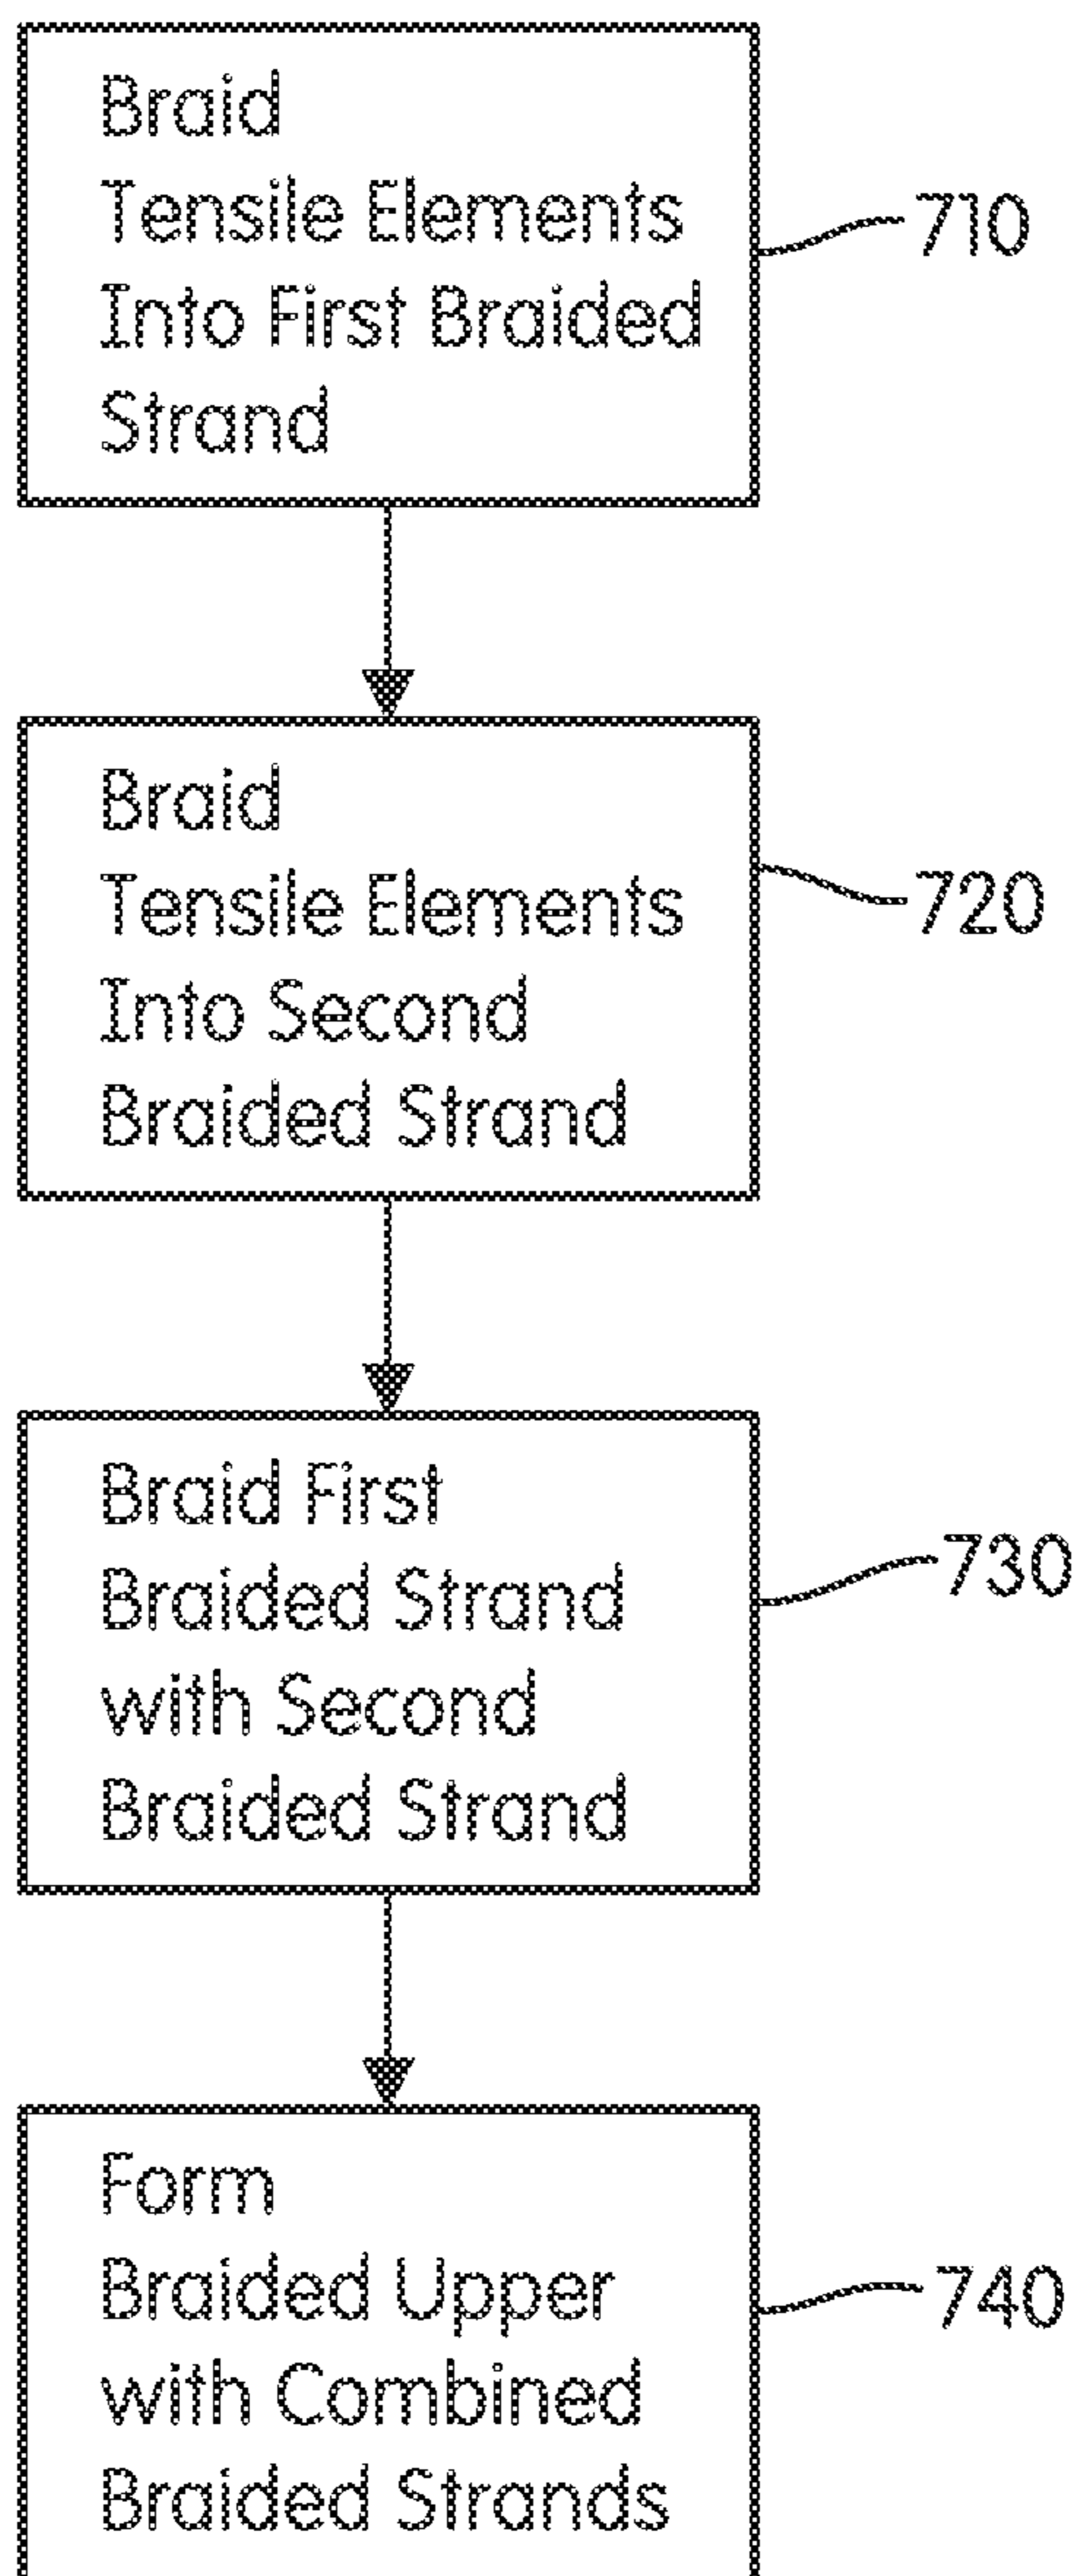 Braid
Tensile Elements
Into First Braided
Strand
710
Braid
Tensile Elements
Into Second
Braided Strand
720
Braid First
Braided Strand
with Second
Braided Strand
730
Form
Braided Upper
with Combined
Braided Strands
740